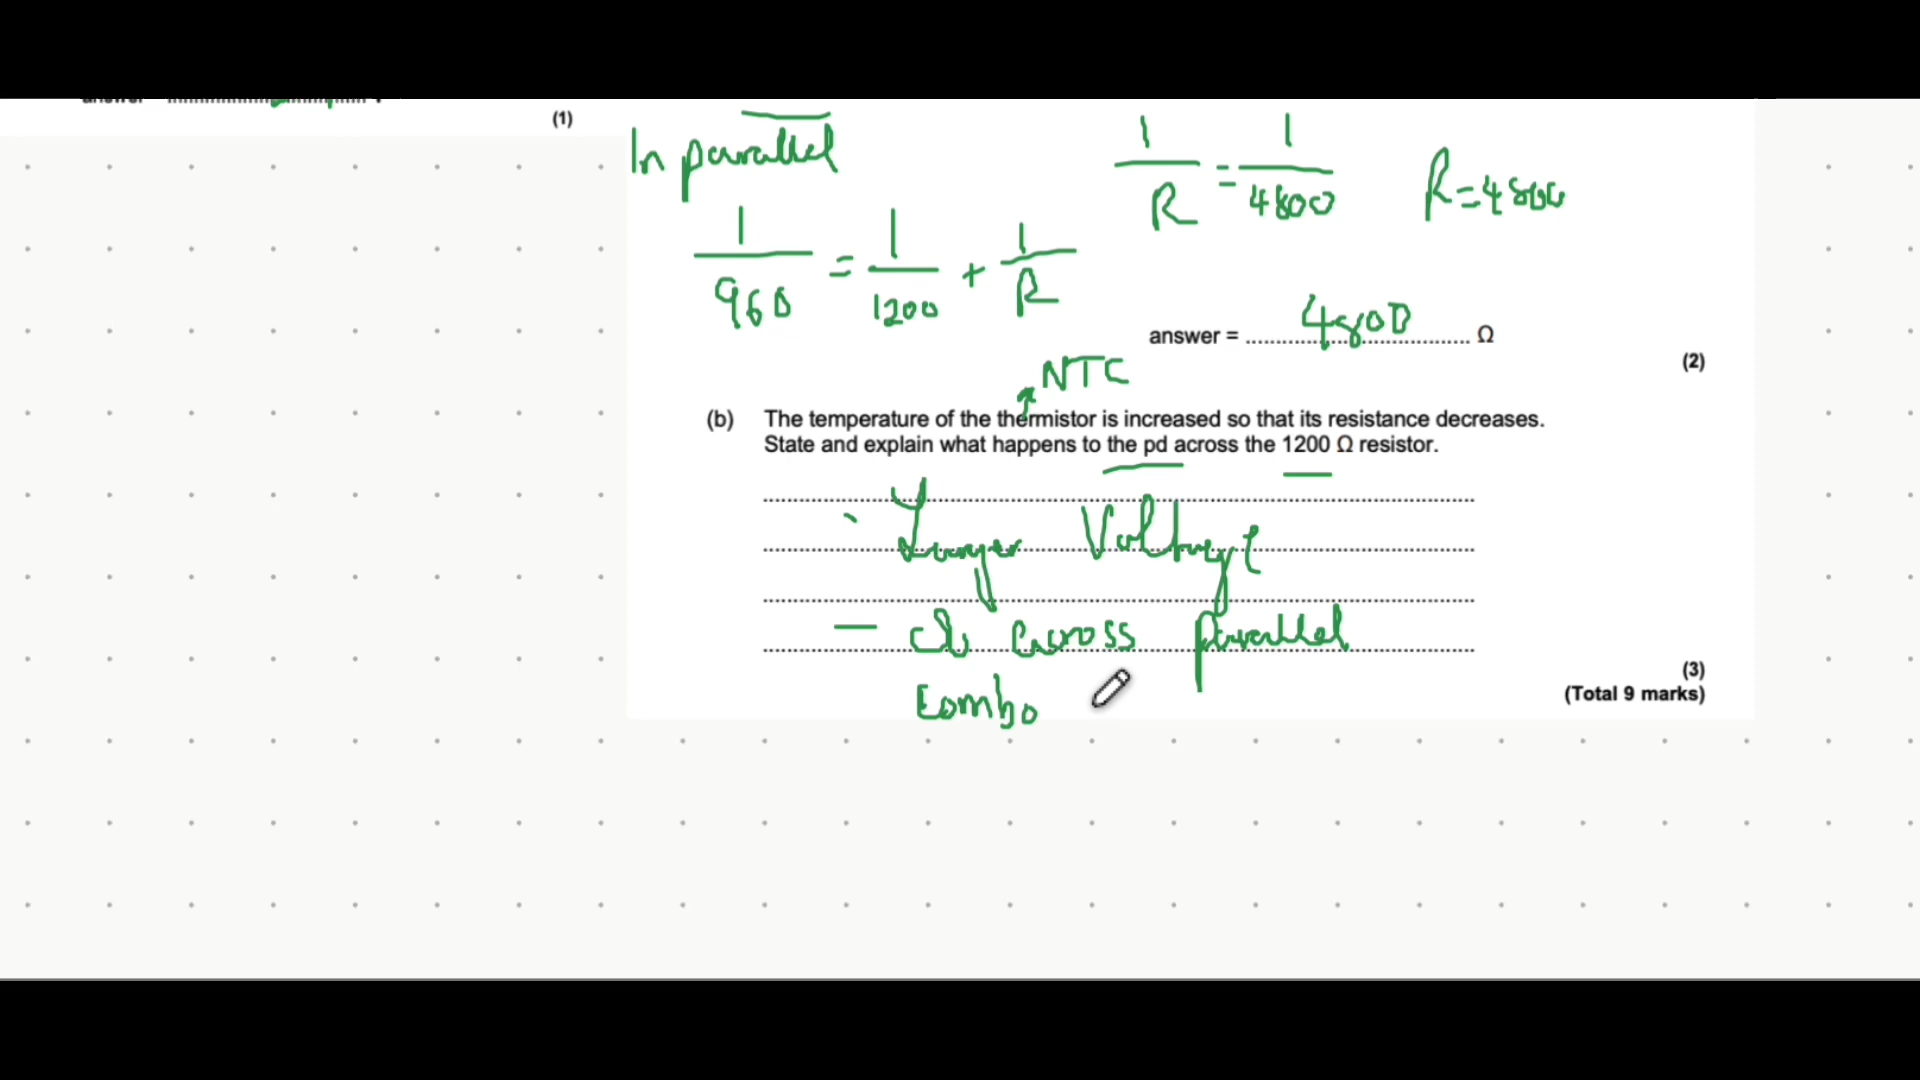 (1)
In parallel
1/R = 1/4800 R=4800
1/960 = 1/1200 + 1/R
answer = 4800 Ω
(2)
NTC
(b) The temperature of the thermistor is increased so that its resistance decreases.
State and explain what happens to the pd across the 1200 Ω resistor.
Larger Voltage
across parallel
(3)
combo
(Total 9 marks)